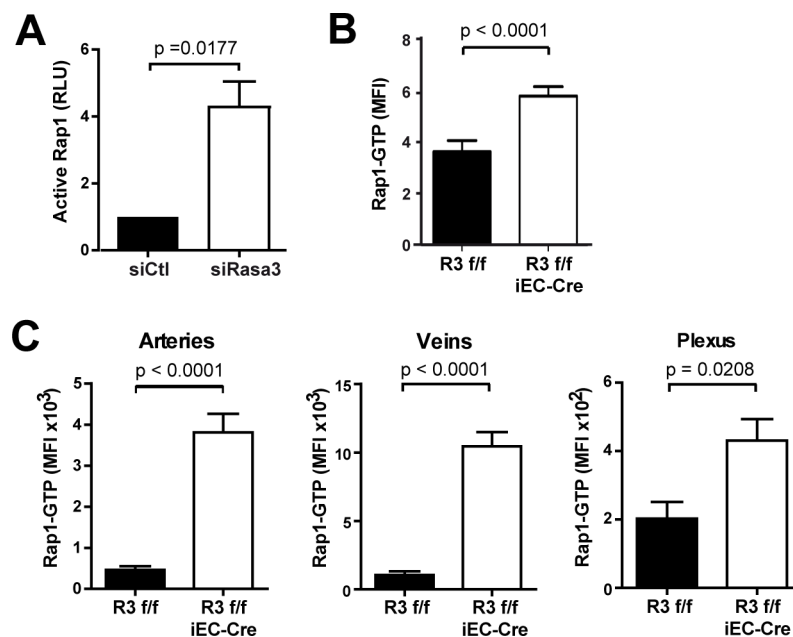 A
p =0.0177
Active Rap1 (RLU)
6
4
2
0
siCtl
siRasa3
B
p < 0.0001
Rap1-GTP (MFI)
8
6
4
2
0
R3 f/f
R3 f/f
iEC-Cre
C
Arteries
p < 0.0001
Rap1-GTP (MFI x10³)
5
4
3
2
1
0
R3 f/f
R3 f/f
iEC-Cre
Veins
p < 0.0001
Rap1-GTP (MFI x10³)
15
10
5
0
R3 f/f
R3 f/f
iEC-Cre
Plexus
p = 0.0208
Rap1-GTP (MFI x10²)
6
4
2
0
R3 f/f
R3 f/f
iEC-Cre